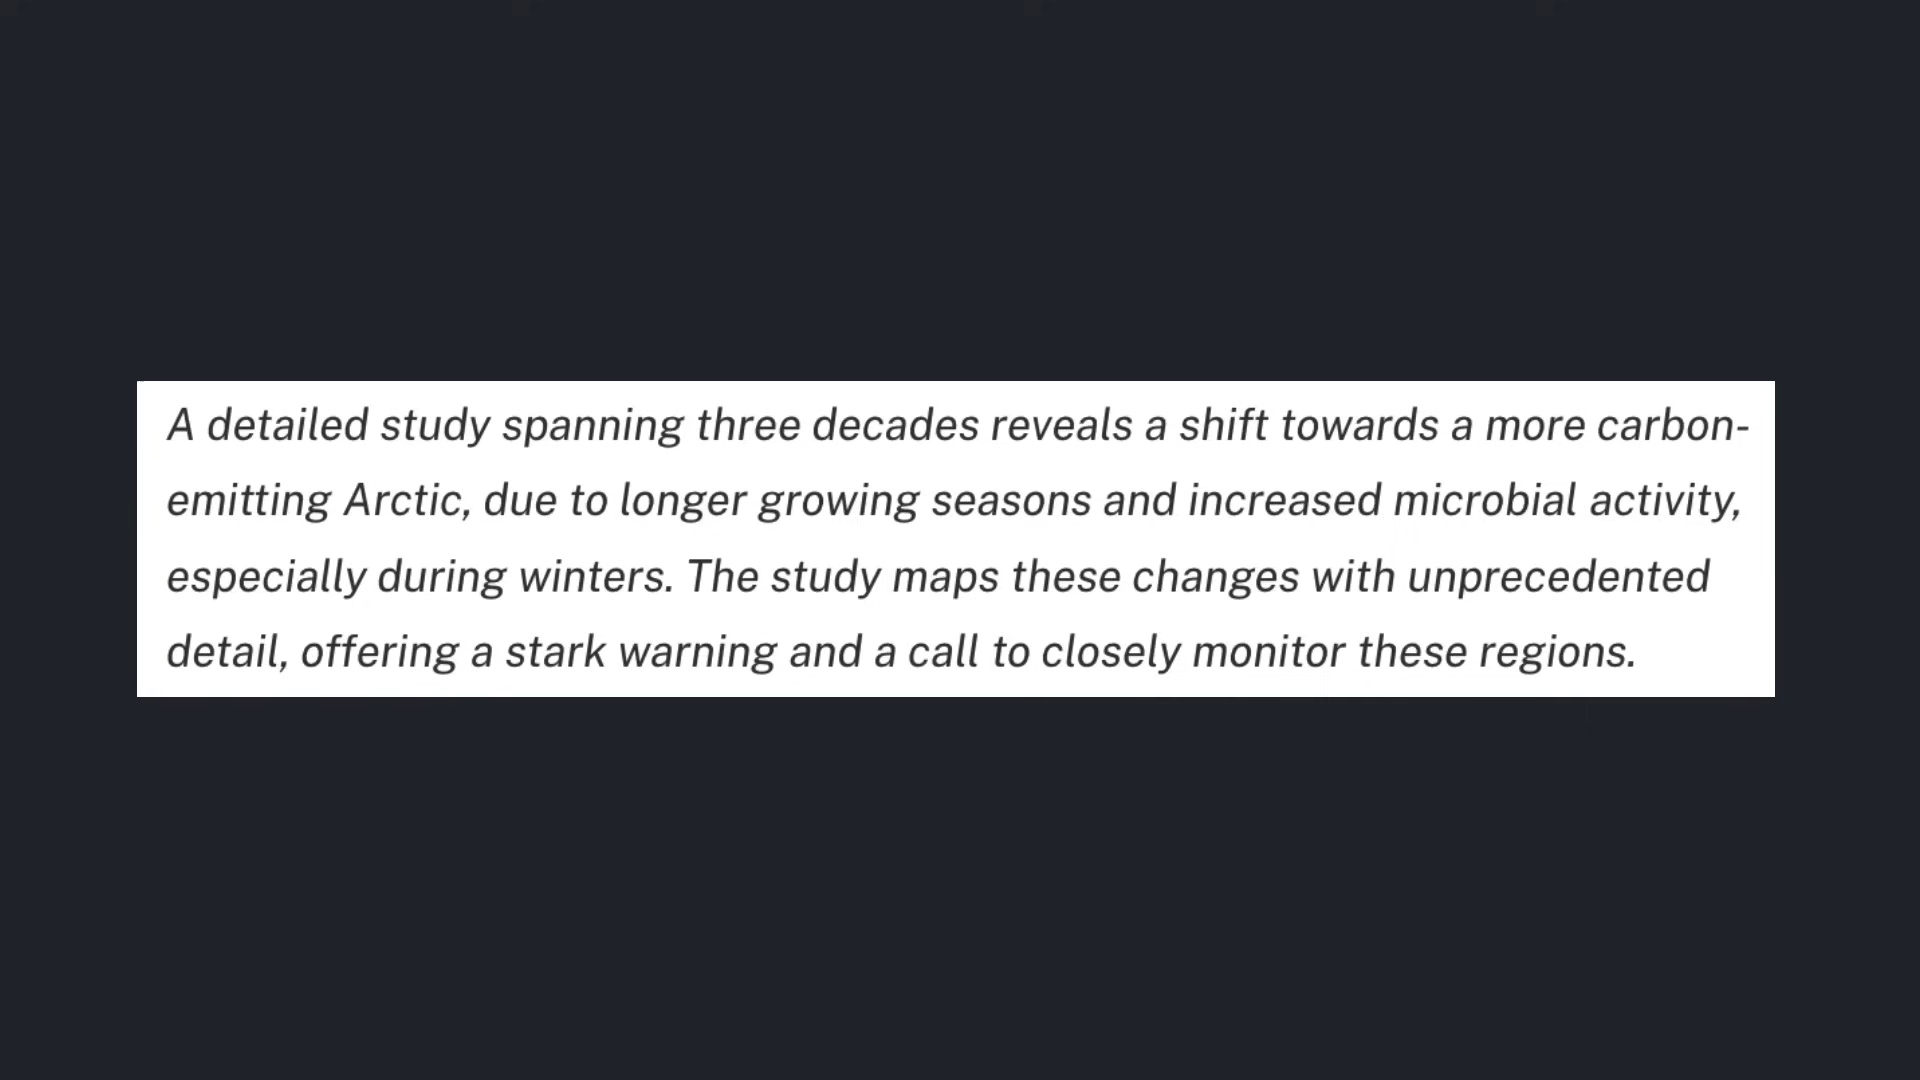 A detailed study spanning three decades reveals a shift towards a more carbon-
emitting Arctic, due to longer growing seasons and increased microbial activity,
especially during winters. The study maps these changes with unprecedented
detail, offering a stark warning and a call to closely monitor these regions.